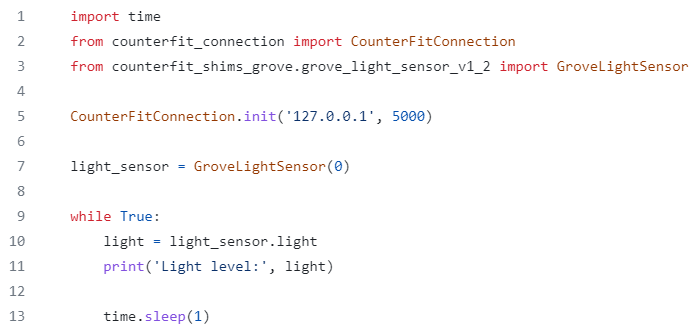 1 import time
2 from counterfit_connection import CounterFitConnection
3 from counterfit_shims_grove.grove_light_sensor_v1_2 import GroveLightSensor
4
5 CounterFitConnection.init('127.0.0.1', 5000)
6
7 light_sensor = GroveLightSensor(0)
8
9 while True:
10     light = light_sensor.light
11     print('Light level:', light)
12
13     time.sleep(1)